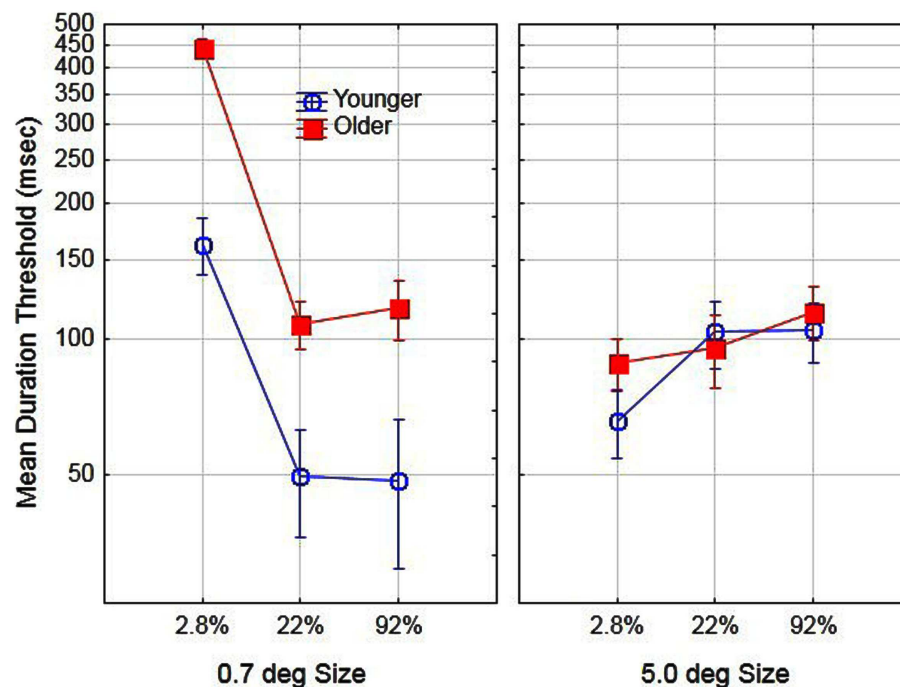 Mean Duration Threshold (msec)
500
450
400
350
300
250
200
150
100
50
Younger
Older
2.8% 22% 92%
0.7 deg Size
2.8% 22% 92%
5.0 deg Size